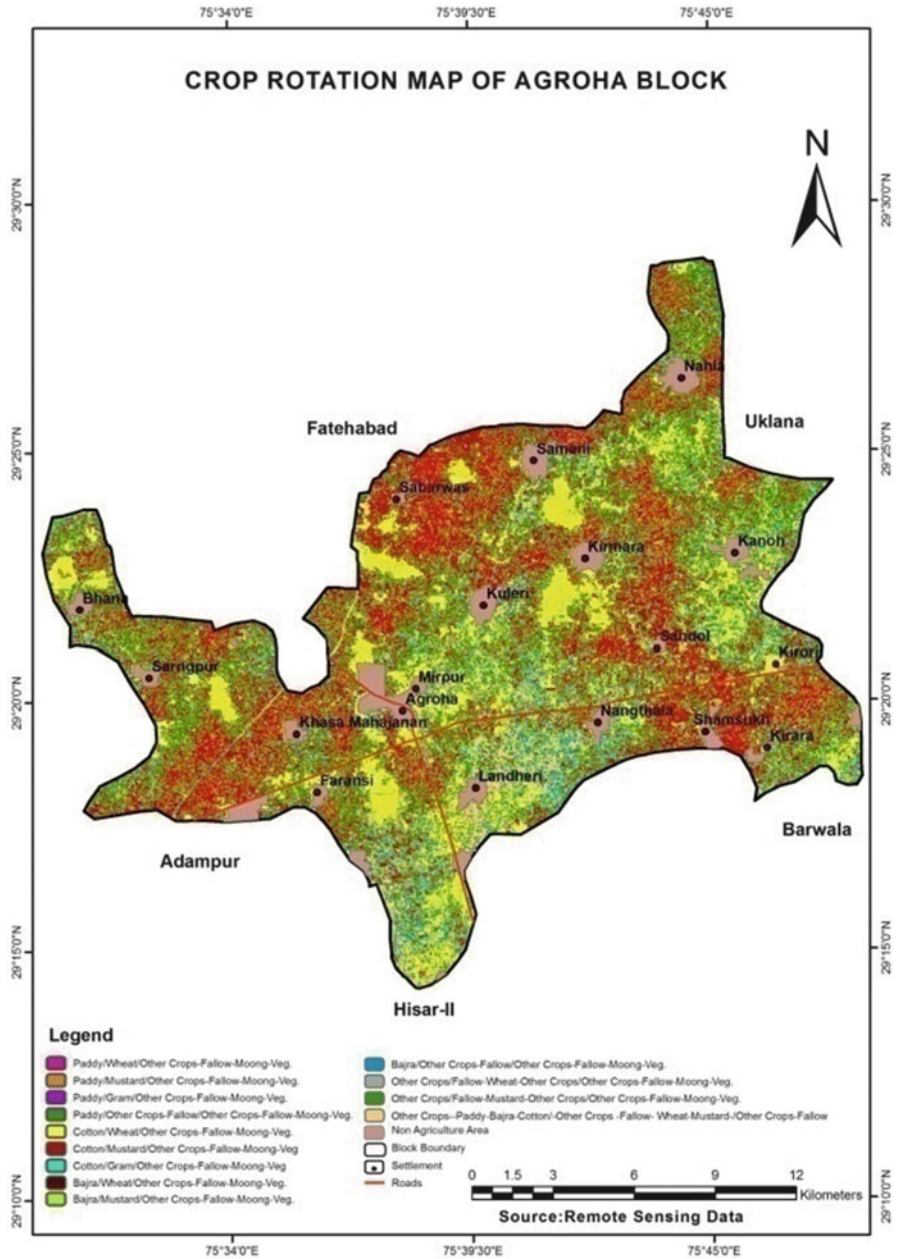 75°34'0"E 75°39'30"E 75°45'0"E
CROP ROTATION MAP OF AGROHA BLOCK
N
29°30'0"N 29°30'0"N
Nahla
Fatehabad Uklana
29°25'0"N 29°25'0"N
Samani
Sabarwas
Kirmara Kanoh
Bhana Kuleri
Sandol
Kirori
Sarngpur
Mirpur
29°20'0"N 29°20'0"N
Agroha
Khasa Mahajanan Nangthala Shamsukh
Kirara
Faransi Landheri
Barwala
Adampur
29°15'0"N 29°15'0"N
Hisar-II
Legend
Paddy/Wheat/Other Crops-Fallow-Moong-Veg.
Paddy/Mustard/Other Crops-Fallow-Moong-Veg.
Paddy/Gram/Other Crops-Fallow-Moong-Veg.
Paddy/Other Crops-Fallow/Other Crops-Fallow-Moong-Veg.
Cotton/Wheat/Other Crops-Fallow-Moong-Veg.
Cotton/Mustard/Other Crops-Fallow-Moong-Veg
Cotton/Gram/Other Crops-Fallow-Moong-Veg
Bajra/Wheat/Other Crops-Fallow-Moong-Veg.
Bajra/Mustard/Other Crops-Fallow-Moong-Veg.
Bajra/Other Crops-Fallow/Other Crops-Fallow-Moong-Veg.
Other Crops/Fallow-Wheat-Other Crops/Other Crops-Fallow-Moong-Veg.
Other Crops/Fallow-Mustard-Other Crops/Other Crops-Fallow-Moong-Veg.
Other Crops--Paddy-Bajra-Cotton/-Other Crops -Fallow- Wheat-Mustard-/Other Crops-Fallow
Non Agriculture Area
Block Boundary
Settlement
Roads
0 1.5 3 6 9 12
Kilometers
Source:Remote Sensing Data
29°10'0"N 29°10'0"N
75°34'0"E 75°39'30"E 75°45'0"E